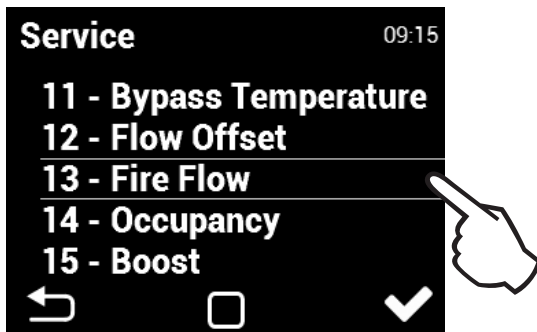 Service 09:15
11 - Bypass Temperature
12 - Flow Offset
13 - Fire Flow
14 - Occupancy
15 - Boost